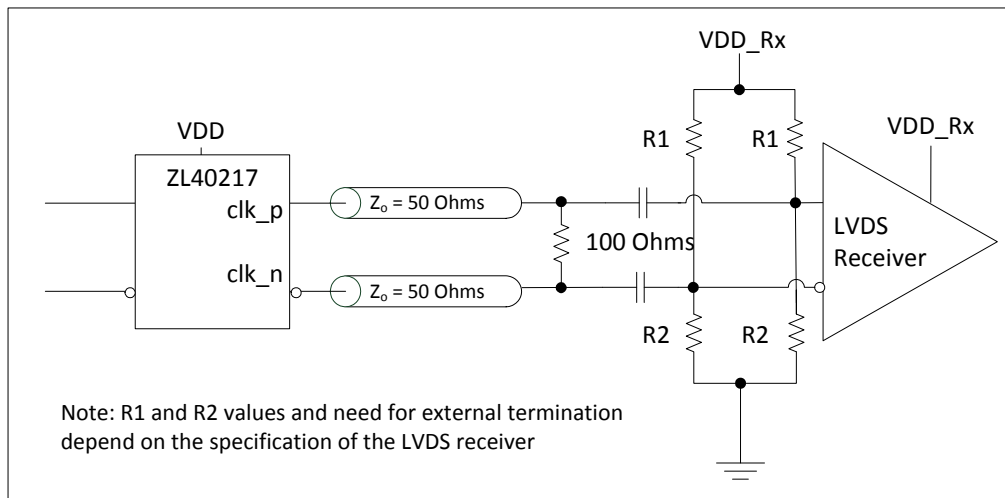 VDD_Rx
VDD
VDD_Rx
ZL40217
R1
R1
clk_p
Zo = 50 Ohms
LVDS
Receiver
100 Ohms
clk_n
Zo = 50 Ohms
R2
R2
Note: R1 and R2 values and need for external termination
depend on the specification of the LVDS receiver